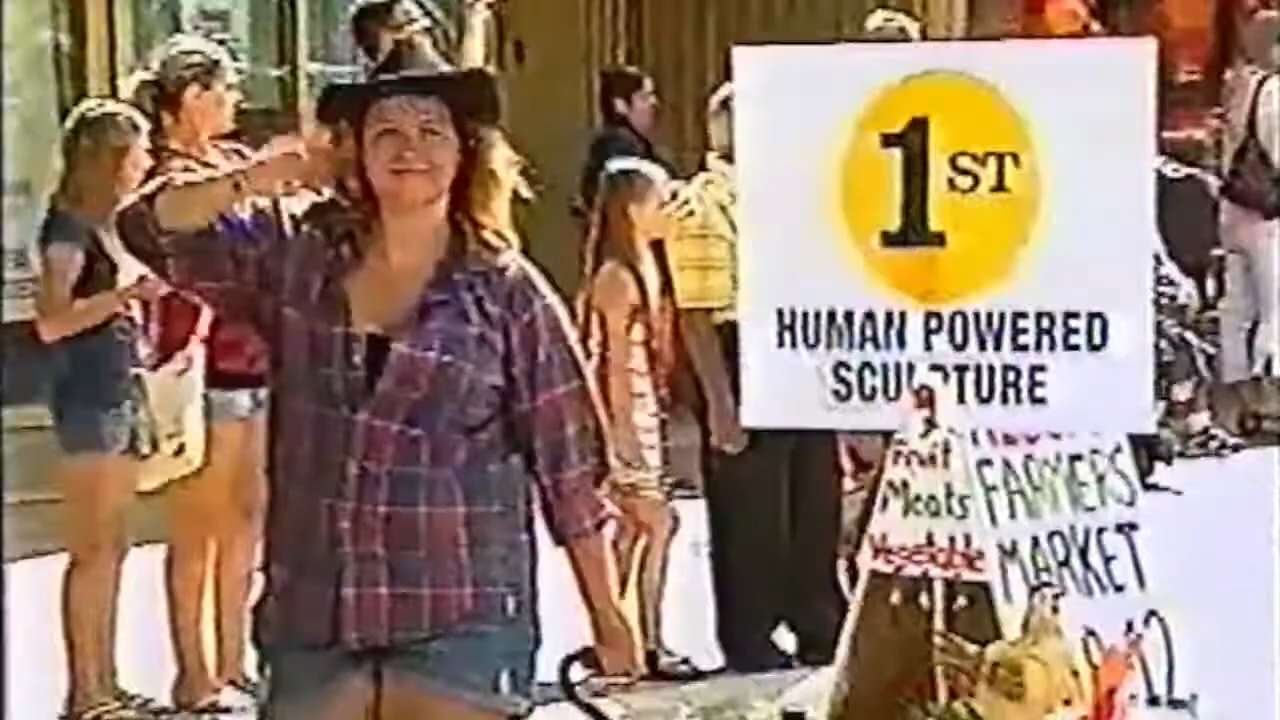 1ST
HUMAN POWERED
SCULPTURE
Fruit
Meats
Vegetable
FARMERS
MARKET